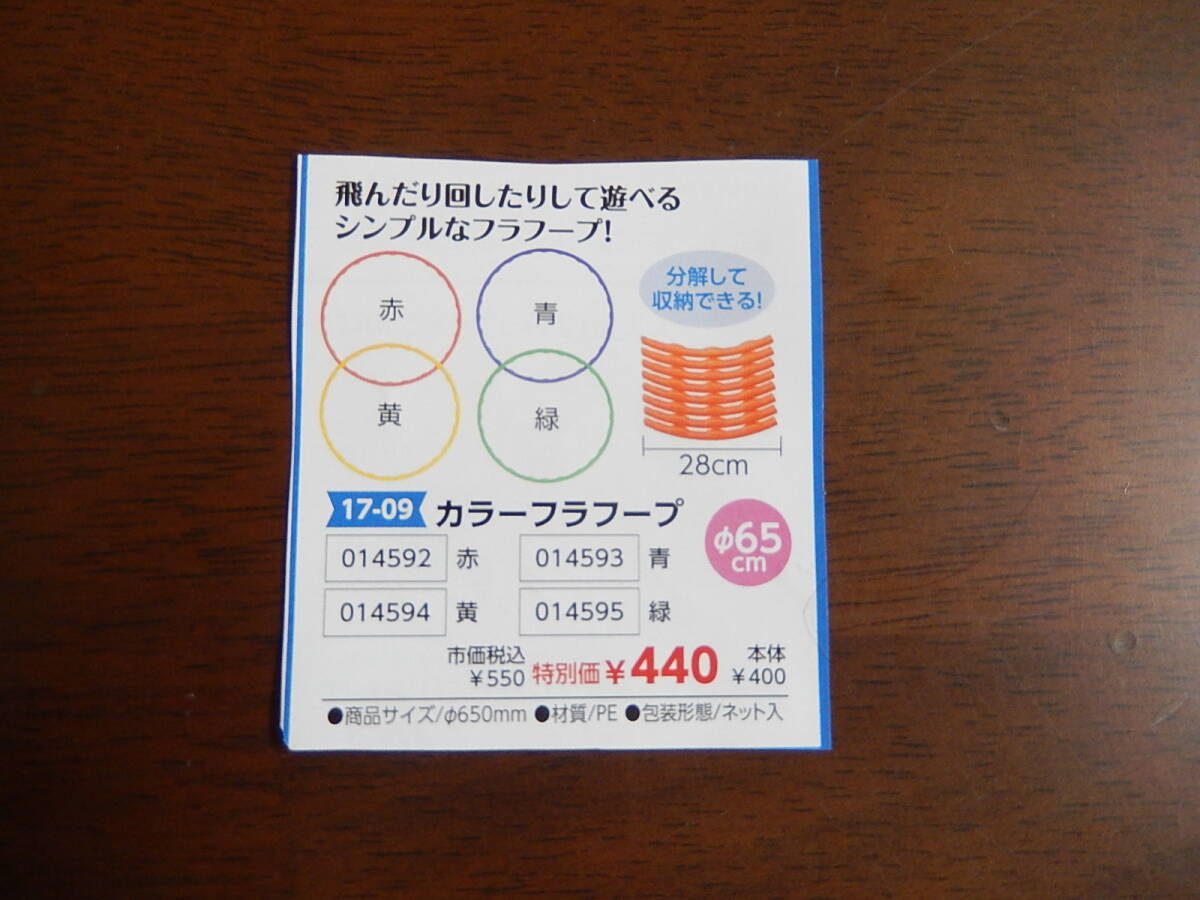 飛んだり回したりして遊べる
シンプルなフラフープ!
赤
青
黄
緑
分解して
収納できる!
28cm
17-09 カラーフラフープ
φ65
cm
014592 赤 014593 青
014594 黄 014595 緑
市価税込
¥550
特別価¥440
本体
¥400
●商品サイズ/φ650mm ●材質/PE ●包装形態/ネット入